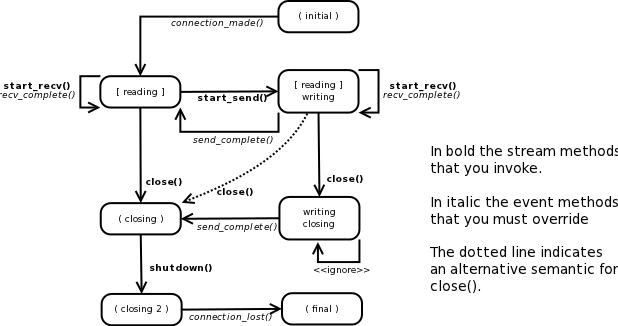 ( initial )
connection_made()
start_recv()
recv_complete()
[ reading ]
start_send()
[ reading ]
writing
start_recv()
recv_complete()
send_complete()
In bold the stream methods
that you invoke.
close()
close()
close()
In italic the event methods
that you must override
( closing )
send_complete()
writing
closing
The dotted line indicates
an alternative semantic for
close().
shutdown()
<<ignore>>
( closing 2 )
connection_lost()
( final )